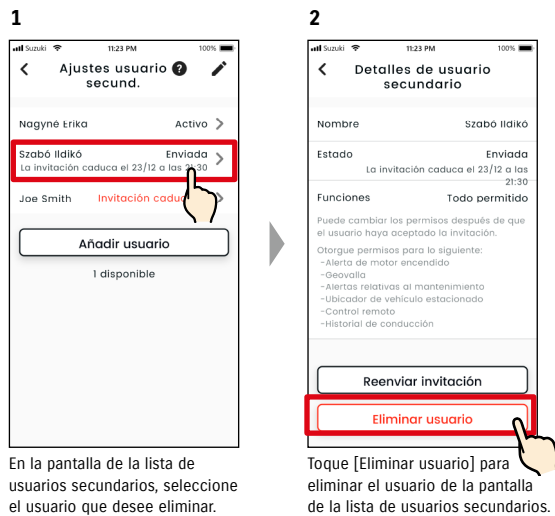 1
Suzuki 11:23 PM 100%
Ajustes usuario ?
secund.
Nagyné Erika Activo
Szabó Ildikó Enviada
La invitación caduca el 23/12 a las 21:30
Joe Smith Invitación
Añadir usuario
1 disponible
En la pantalla de la lista de
usuarios secundarios, seleccione
el usuario que desee eliminar.
2
Suzuki 11:23 PM 100%
Detalles de usuario
secundario
Nombre Szabó Ildikó
Estado Enviada
La invitación caduca el 23/12 a las
21:30
Funciones Todo permitido
Puede cambiar los permisos después de que
el usuario haya aceptado la invitación.
Otorgue permisos para lo siguiente:
-Alerta de motor encendido
-Geovalla
-Alertas relativas al mantenimiento
-Ubicador de vehículo estacionado
-Control remoto
-Historial de conducción
Reenviar invitación
Eliminar usuario
Toque [Eliminar usuario] para
eliminar el usuario de la pantalla
de la lista de usuarios secundarios.